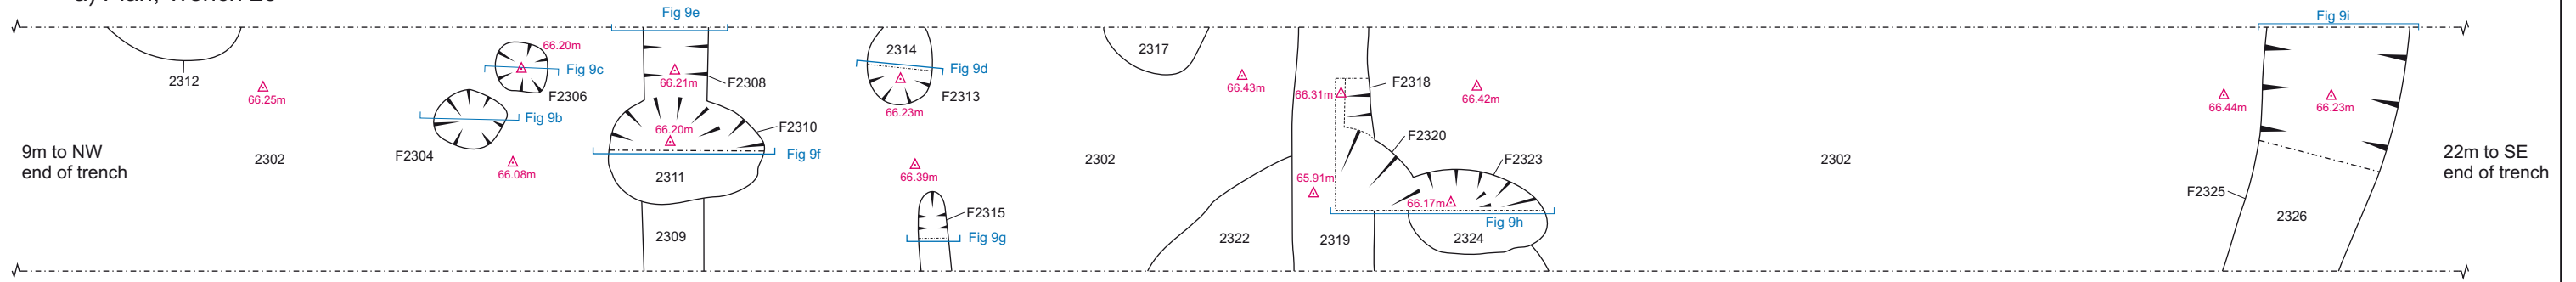 Fig 9e
Fig 9i
66.20m
2314
2317
2312
Fig 9c
66.21m
F2308
Fig 9d
F2318
66.25m
F2306
66.23m
F2313
66.43m
66.31m
66.42m
66.44m
66.23m
Fig 9b
66.20m
F2310
F2320
9m to NW
end of trench
2302
F2304
66.08m
Fig 9f
2311
66.39m
2302
F2323
2302
22m to SE
end of trench
65.91m
66.17m
F2325
F2315
Fig 9h
2326
2309
Fig 9g
2322
2319
2324